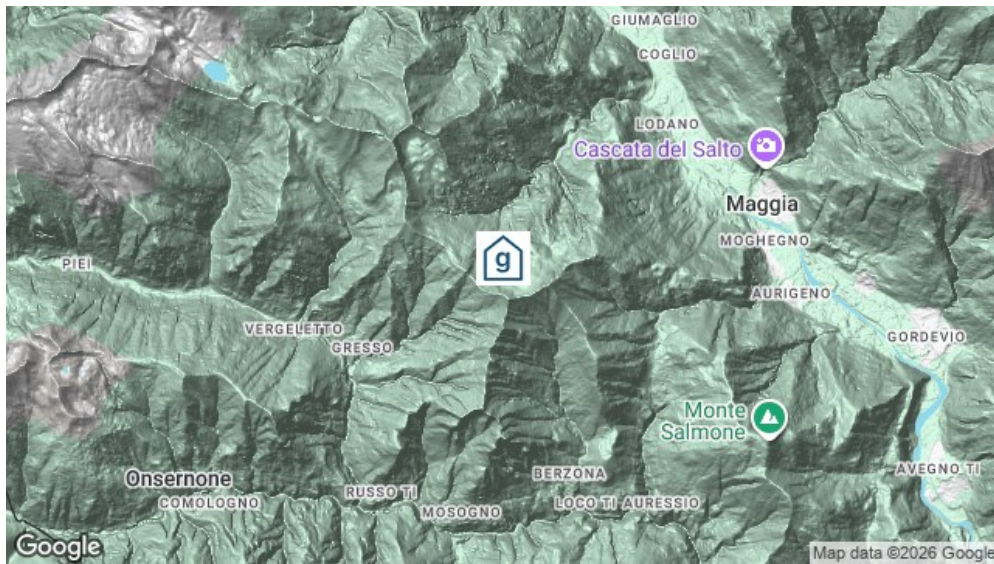 GIUMAGLIO
COGLIO
LODANO
Cascata del Salto
Maggia
MOGHEGNO
g
PIEI
AURIGENO
VERGELETTO
GRESSO
GORDEVIO
Monte
Salmone
AVEGNO TI
BERZONA
Onsernone
COMOLOGNO
RUSSO TI
MOSOGNO
LOCO TI
AURESSIO
Google
Map data ©2026 Google